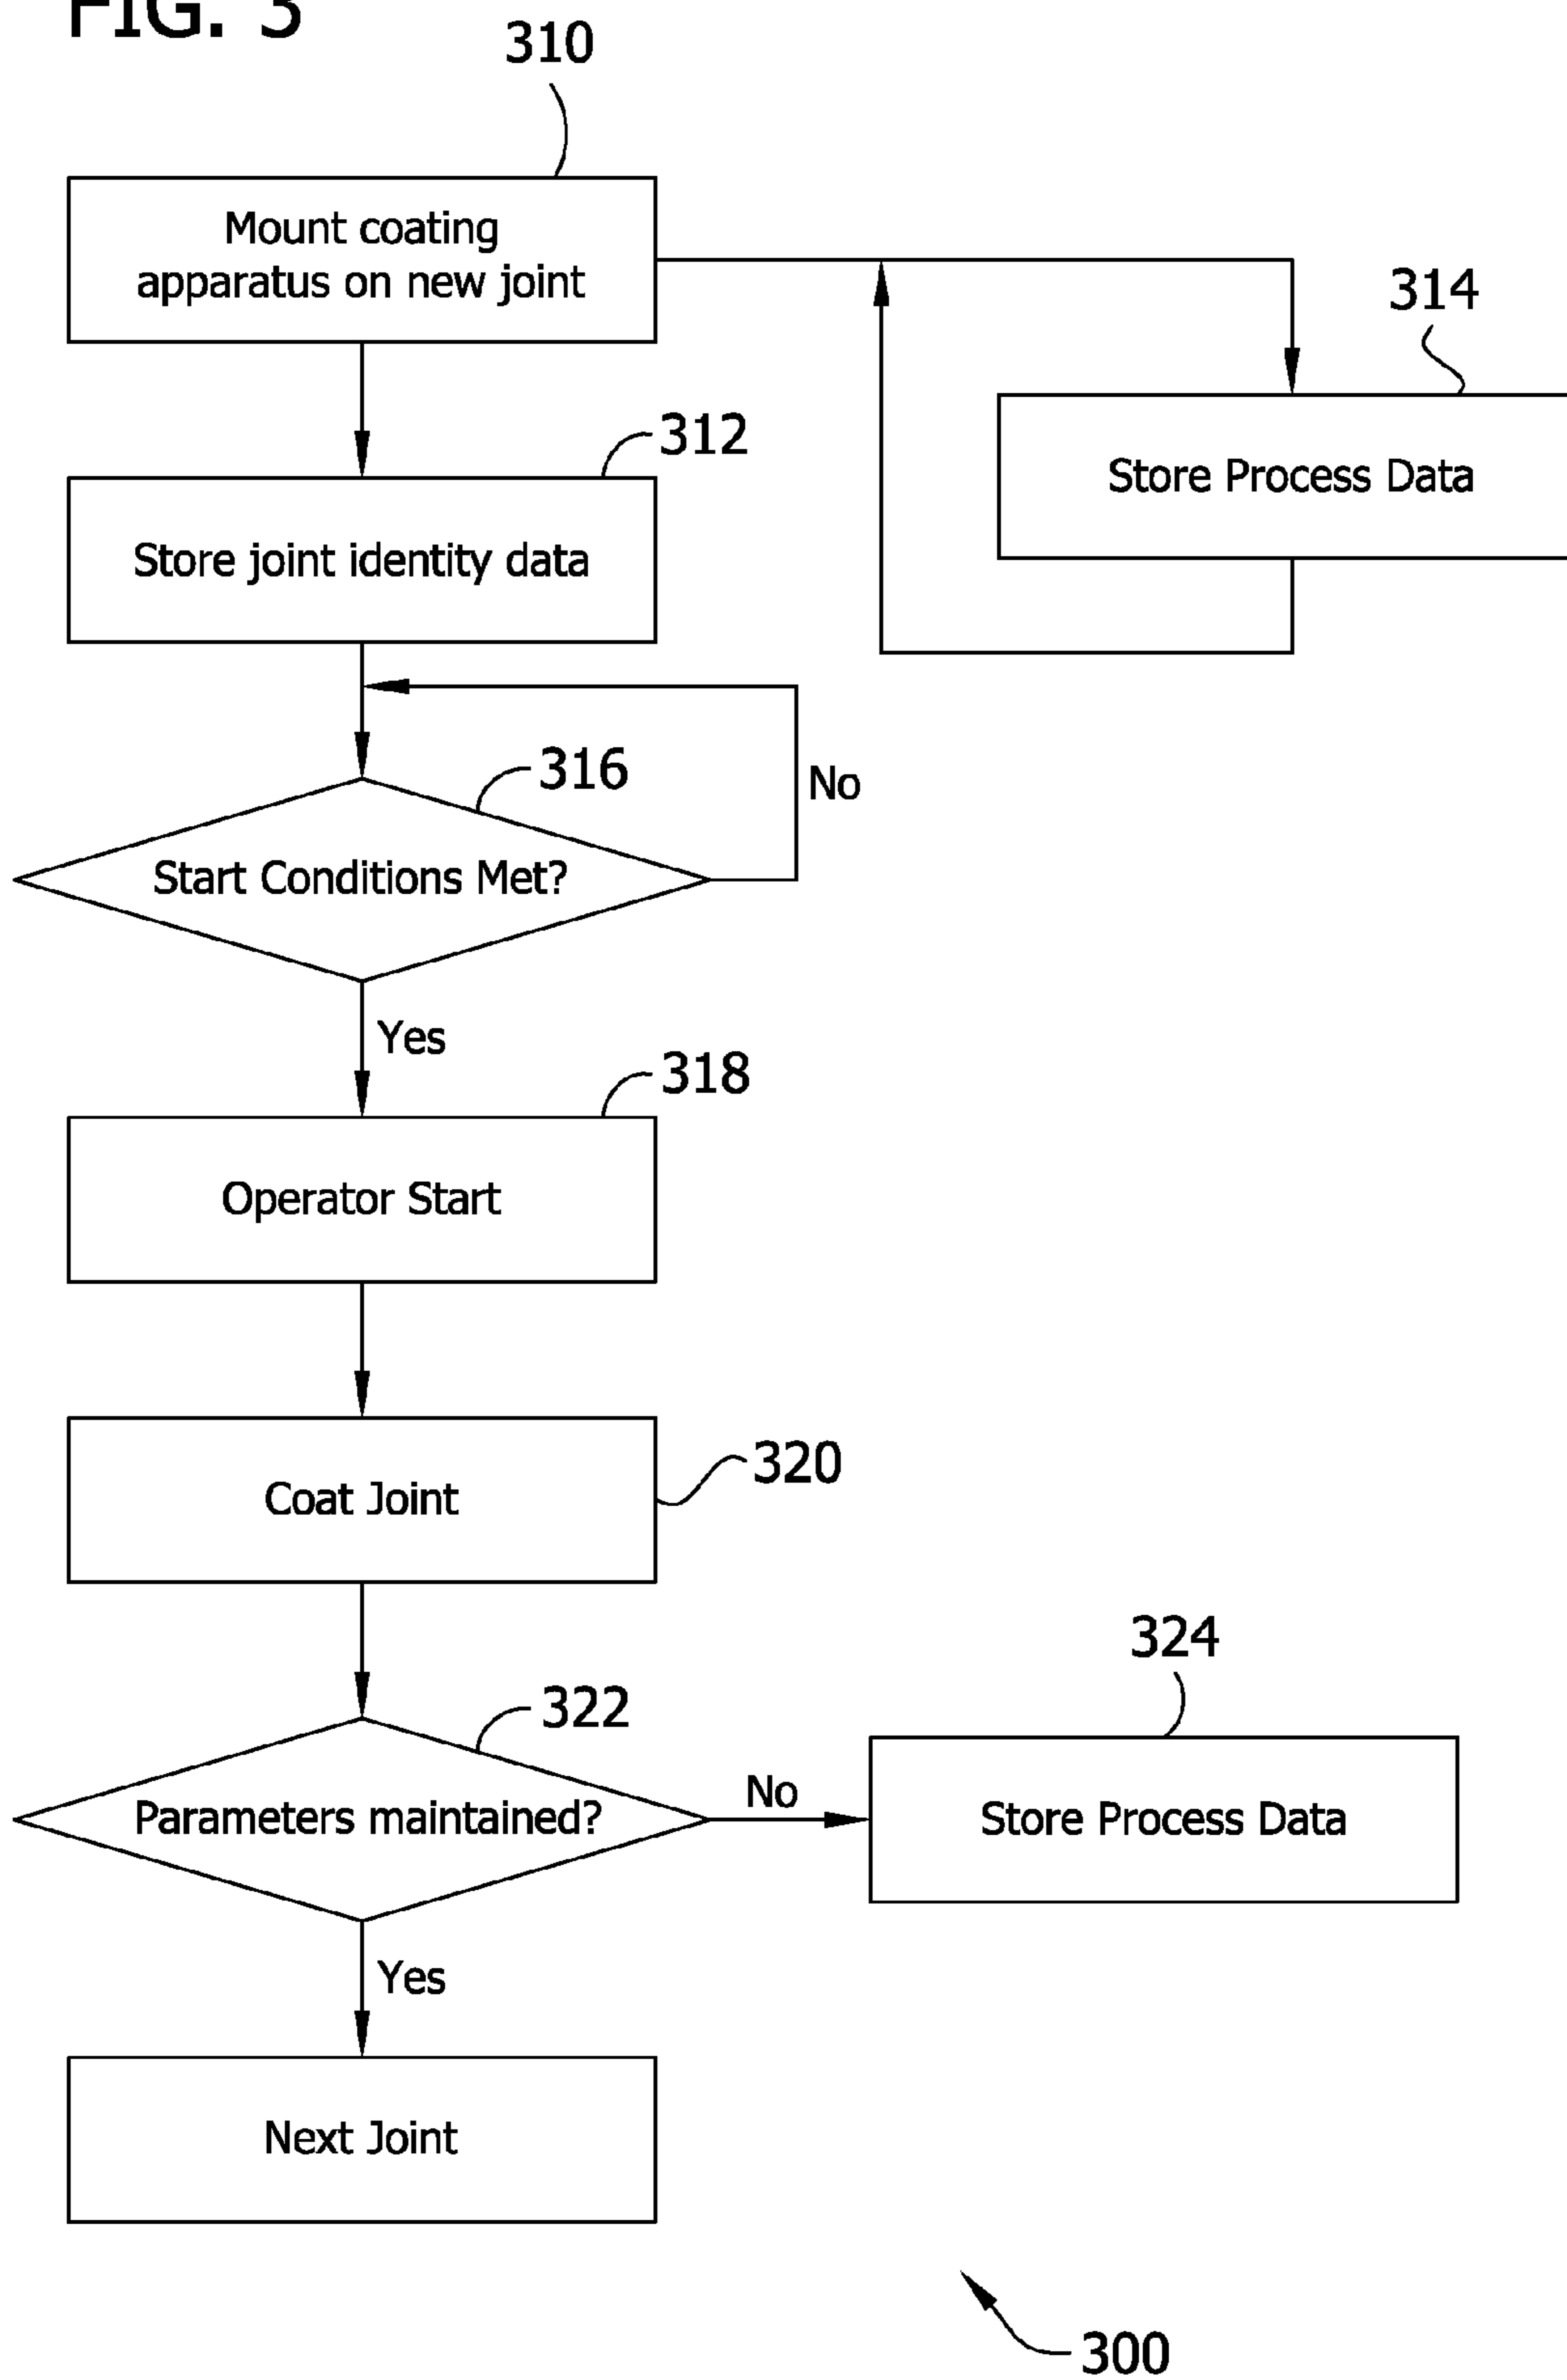 FIG. 3
310
Mount coating
apparatus on new joint
314
Store Process Data
312
Store joint identity data
316
No
Start Conditions Met?
Yes
318
Operator Start
320
Coat Joint
324
322
No
Parameters maintained?
Store Process Data
Yes
Next Joint
300